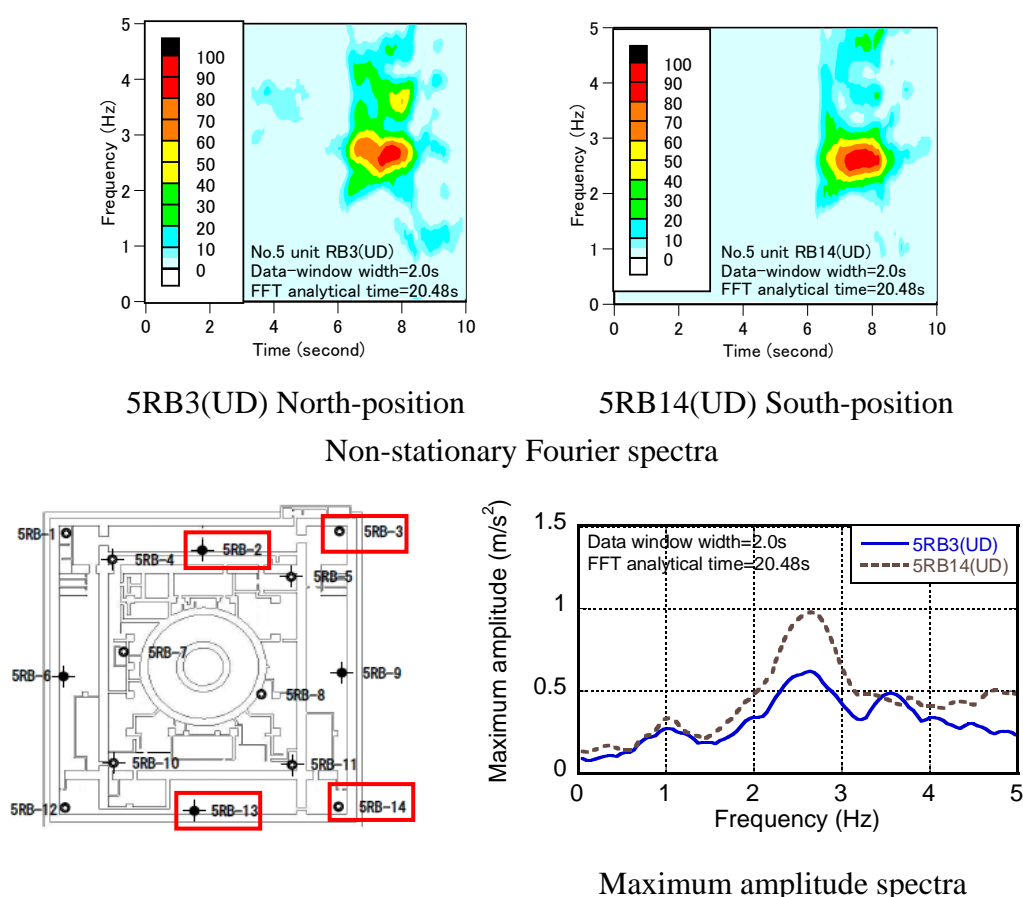 5
4
3
2
1
0
Frequency (Hz)
100
90
80
70
60
50
40
30
20
10
0
No.5 unit RB3(UD)
Data-window width=2.0s
FFT analytical time=20.48s
0 2 4 6 8 10
Time (second)
5RB3(UD) North-position
5
4
3
2
1
0
Frequency (Hz)
100
90
80
70
60
50
40
30
20
10
0
No.5 unit RB14(UD)
Data-window width=2.0s
FFT analytical time=20.48s
0 2 4 6 8 10
Time (second)
5RB14(UD) South-position
Non-stationary Fourier spectra
5RB-1
5RB-2
5RB-3
5RB-4
5RB-5
5RB-6
5RB-7
5RB-8
5RB-9
5RB-10
5RB-11
5RB-12
5RB-13
5RB-14
Maximum amplitude (m/s²)
1.5
1
0.5
0
Data window width=2.0s
FFT analytical time=20.48s
5RB3(UD)
5RB14(UD)
0 1 2 3 4 5
Frequency (Hz)
Maximum amplitude spectra